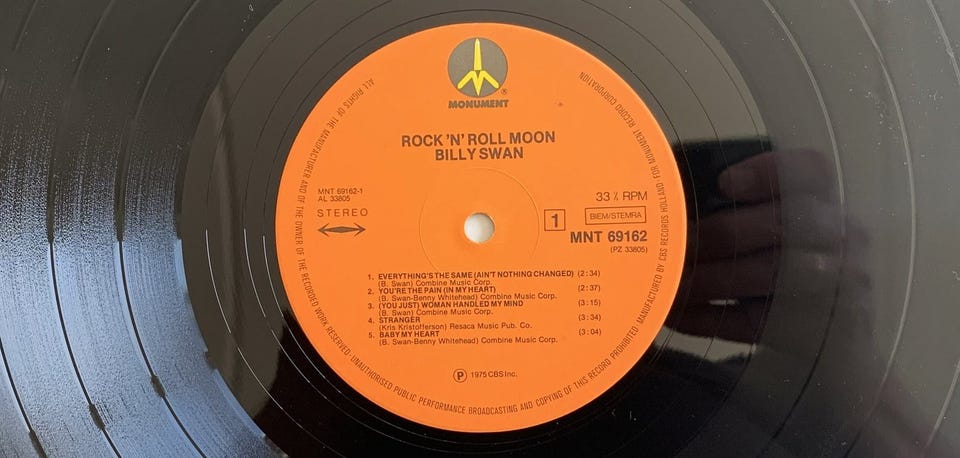 MONUMENT
®
ROCK 'N' ROLL MOON
BILLY SWAN
MNT 69162-1
AL 33805
STEREO
33⅓ RPM
1
BIEM/STEMRA
MNT 69162
(PZ 33805)
1. EVERYTHING'S THE SAME (AIN'T NOTHING CHANGED) (2:34)
(B. Swan) Combine Music Corp.
2. YOU'RE THE PAIN (IN MY HEART) (2:37)
(B. Swan-Benny Whitehead) Combine Music Corp.
3. (YOU JUST) WOMAN HANDLED MY MIND (3:15)
(B. Swan) Combine Music Corp.
4. STRANGER (3:34)
(Kris Kristofferson) Resaca Music Pub. Co.
5. BABY MY HEART (3:04)
(B. Swan-Benny Whitehead) Combine Music Corp.
Ⓟ 1975 CBS Inc.
ALL RIGHTS OF THE MANUFACTURER AND OF THE OWNER OF THE RECORDED WORK RESERVED·UNAUTHORISED PUBLIC PERFORMANCE BROADCASTING AND COPYING OF THIS RECORD PROHIBITED·MANUFACTURED BY CBS RECORDS HOLLAND FOR MONUMENT RECORD CORPORATION.